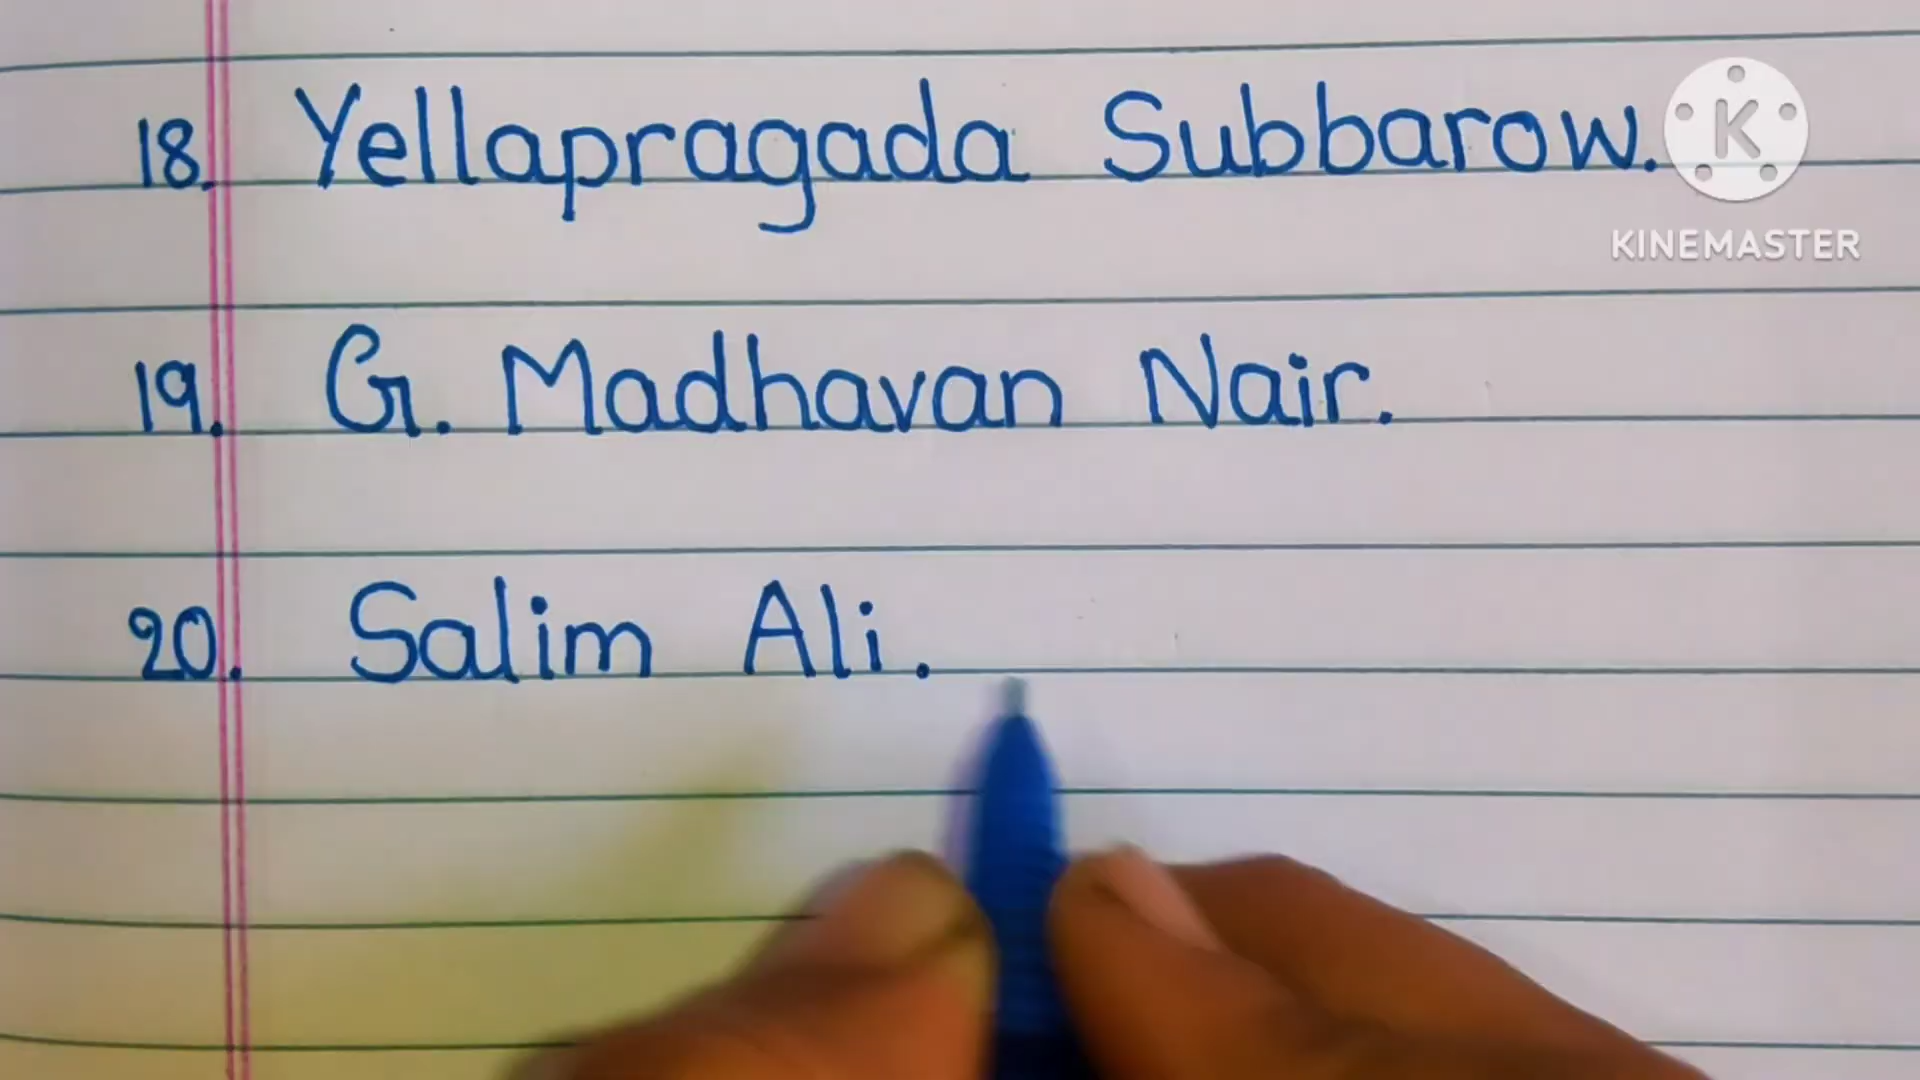 18. Yellapragada Subbarow.
K
KINEMASTER
19. G. Madhavan Nair.
20. Salim Ali.